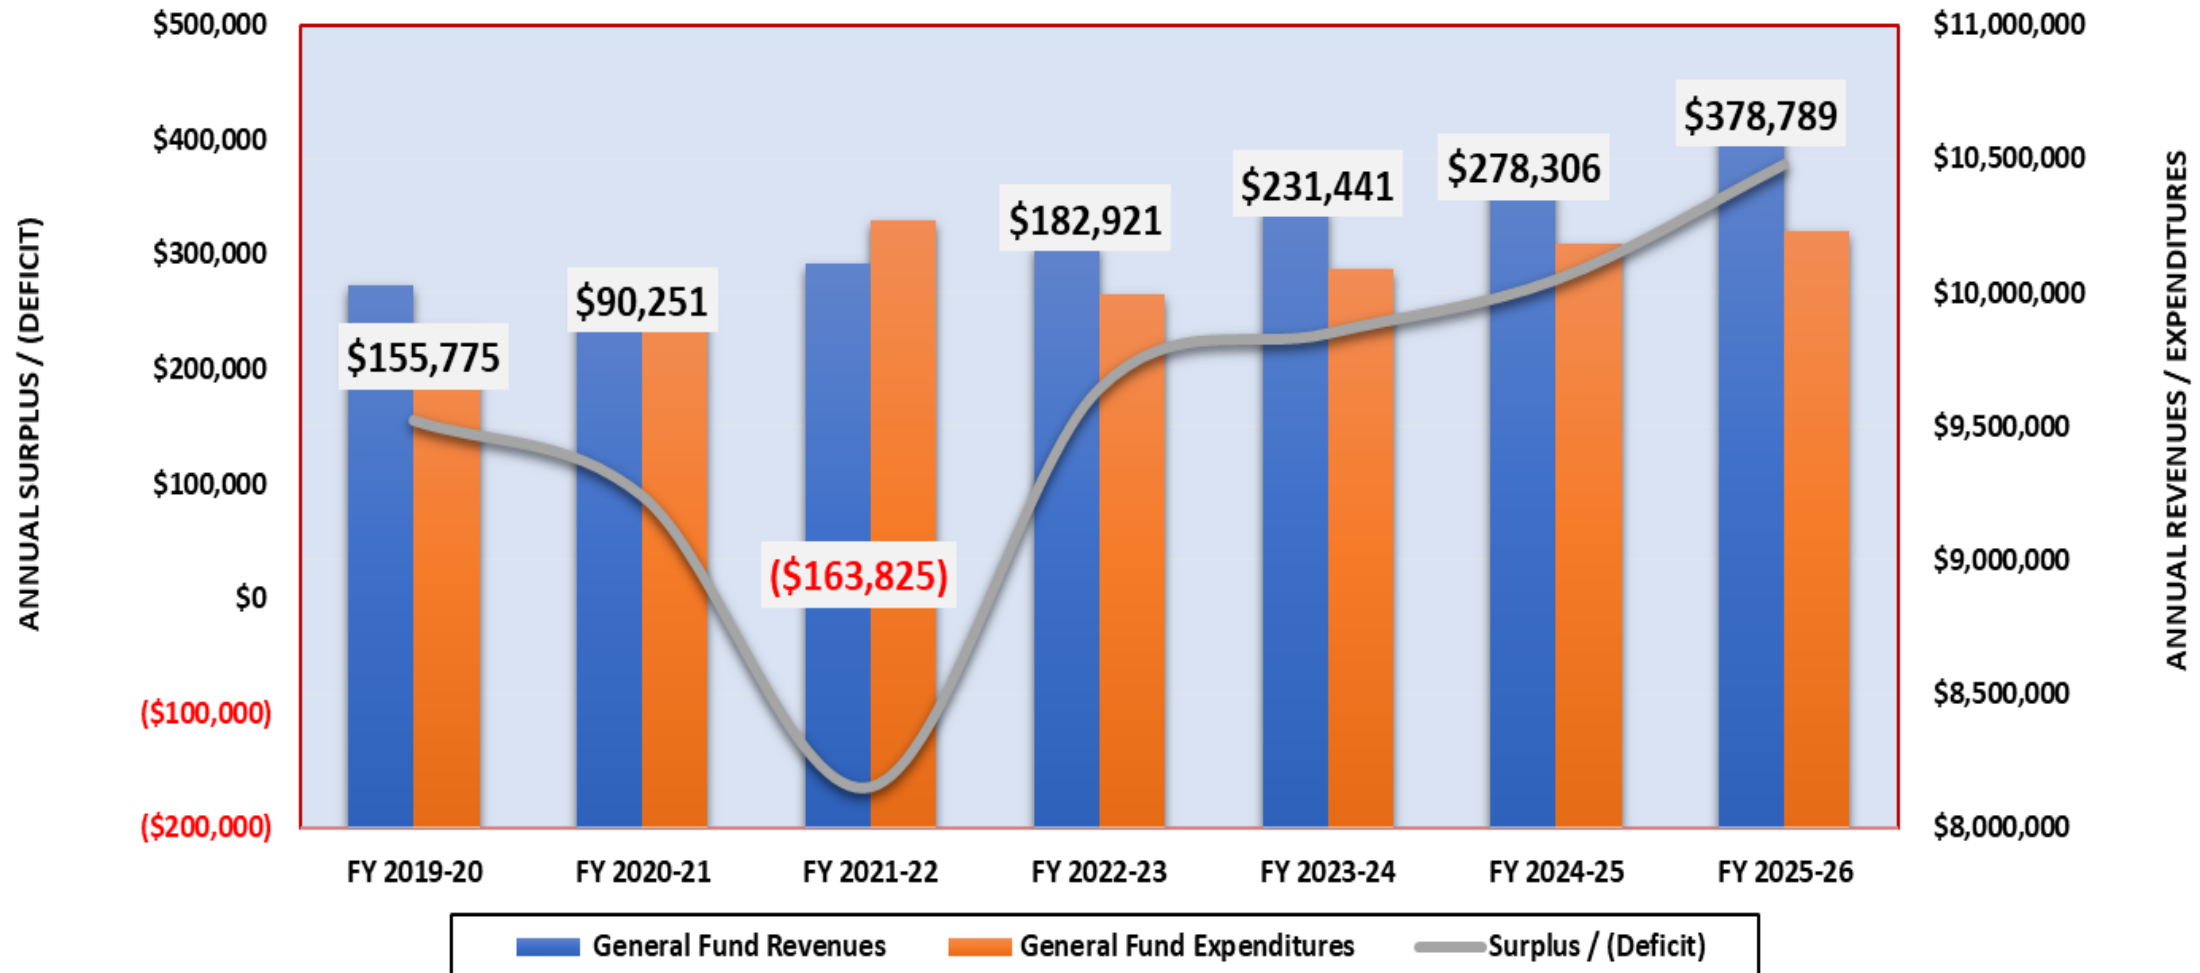 ANNUAL SURPLUS / (DEFICIT)
$500,000
$400,000
$300,000
$200,000
$100,000
$0
($100,000)
($200,000)
$155,775
$90,251
($163,825)
$182,921
$231,441
$278,306
$378,789
$11,000,000
$10,500,000
$10,000,000
$9,500,000
$9,000,000
$8,500,000
$8,000,000
ANNUAL REVENUES / EXPENDITURES
FY 2019-20
FY 2020-21
FY 2021-22
FY 2022-23
FY 2023-24
FY 2024-25
FY 2025-26
General Fund Revenues
General Fund Expenditures
Surplus / (Deficit)